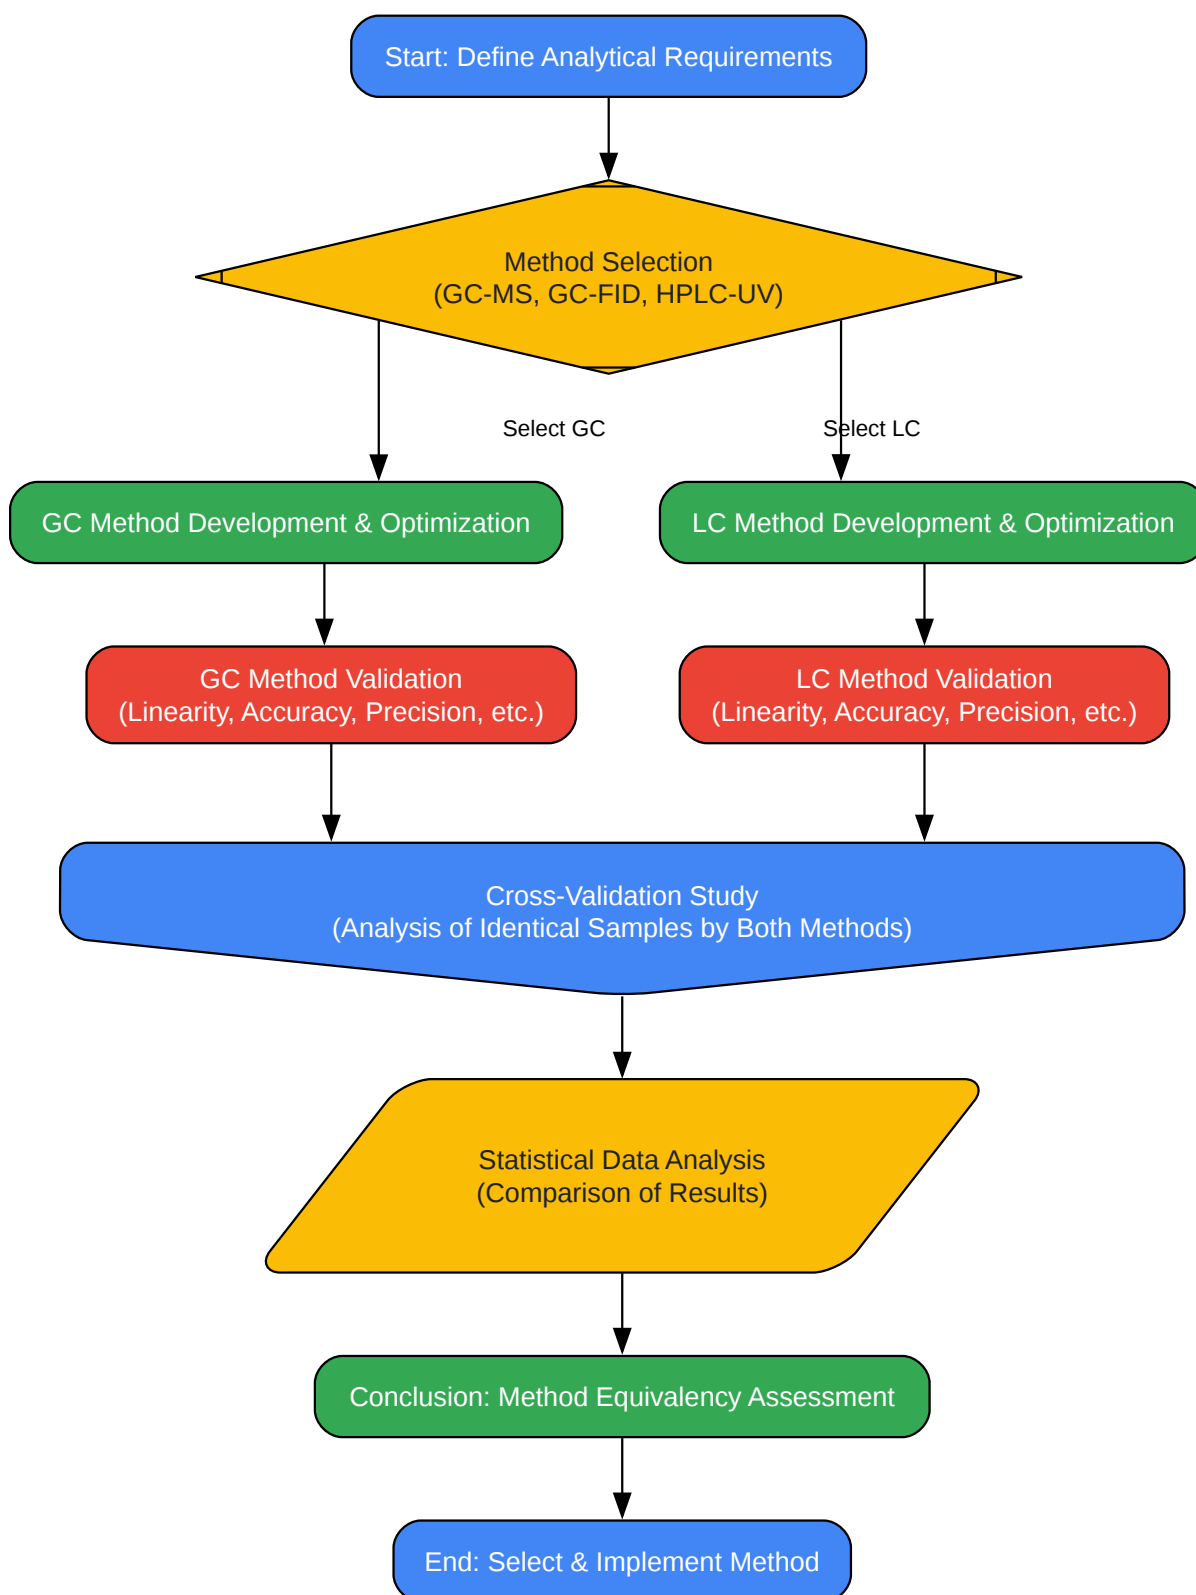 Start: Define Analytical Requirements
Method Selection
(GC-MS, GC-FID, HPLC-UV)
Select GC
Select LC
GC Method Development & Optimization
LC Method Development & Optimization
GC Method Validation
(Linearity, Accuracy, Precision, etc.)
LC Method Validation
(Linearity, Accuracy, Precision, etc.)
Cross-Validation Study
(Analysis of Identical Samples by Both Methods)
Statistical Data Analysis
(Comparison of Results)
Conclusion: Method Equivalency Assessment
End: Select & Implement Method